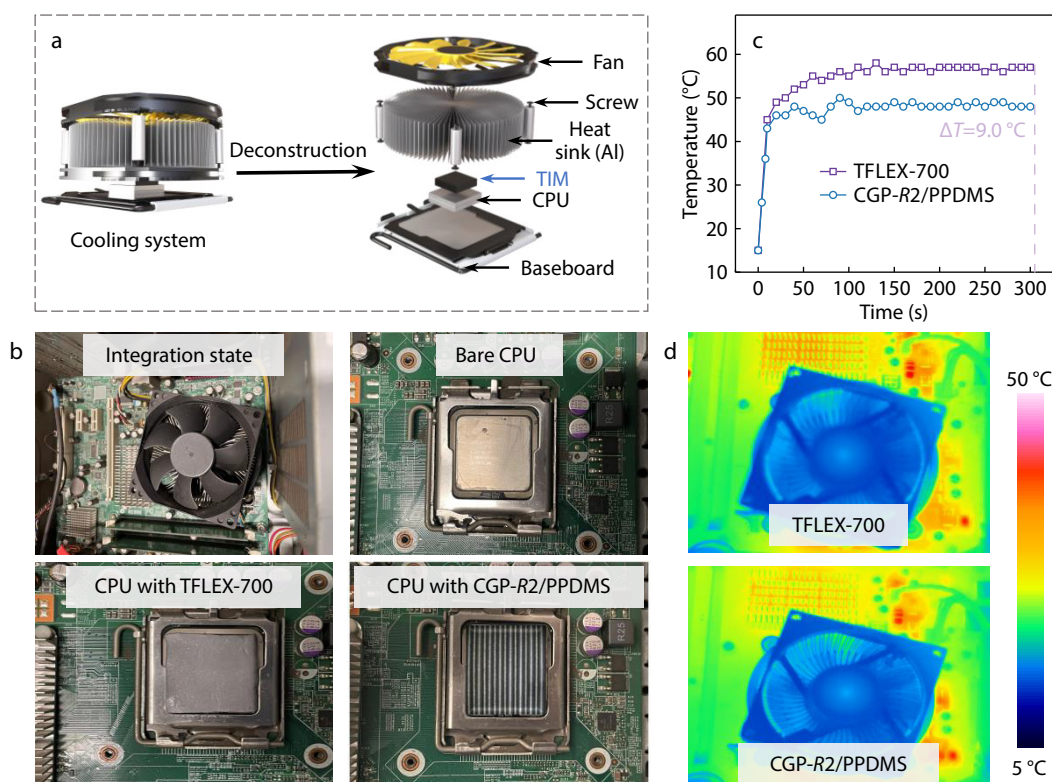 a
Fan
Screw
Heat
sink (Al)
TIM
CPU
Baseboard
Deconstruction
Cooling system
c
Temperature (°C)
60
50
40
30
20
10
ΔT=9.0 °C
TFLEX-700
CGP-R2/PPDMS
0
50
100
150
200
250
300
Time (s)
b
Integration state
Bare CPU
R25
CPU with TFLEX-700
CPU with CGP-R2/PPDMS
R25
d
TFLEX-700
CGP-R2/PPDMS
50 °C
5 °C